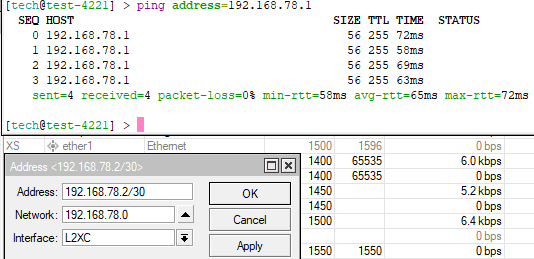 [tech@test-4221] > ping address=192.168.78.1
SEQ HOST SIZE TTL TIME STATUS
0 192.168.78.1 56 255 72ms
1 192.168.78.1 56 255 58ms
2 192.168.78.1 56 255 69ms
3 192.168.78.1 56 255 63ms
sent=4 received=4 packet-loss=0% min-rtt=58ms avg-rtt=65ms max-rtt=72ms
[tech@test-4221] >
XS ether1 Ethernet 1500 1596 0 bps
Address <192.168.78.2/30>
1400 65535 6.0 kbps
1400 65535 0 bps
Address: 192.168.78.2/30 OK
1450 5.2 kbps
Network: 192.168.78.0 Cancel
1450 0 bps
1500 6.4 kbps
Interface: L2XC Apply
0 bps
1550 1550 0 bps